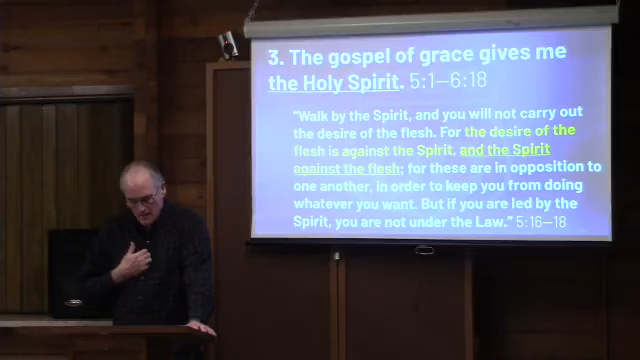 3. The gospel of grace gives me
the Holy Spirit. 5:1–6:18
"Walk by the Spirit, and you will not carry out
the desire of the flesh. For the desire of the
flesh is against the Spirit, and the Spirit
against the flesh; for these are in opposition to
one another, in order to keep you from doing
whatever you want. But if you are led by the
Spirit, you are not under the Law." 5:16–18